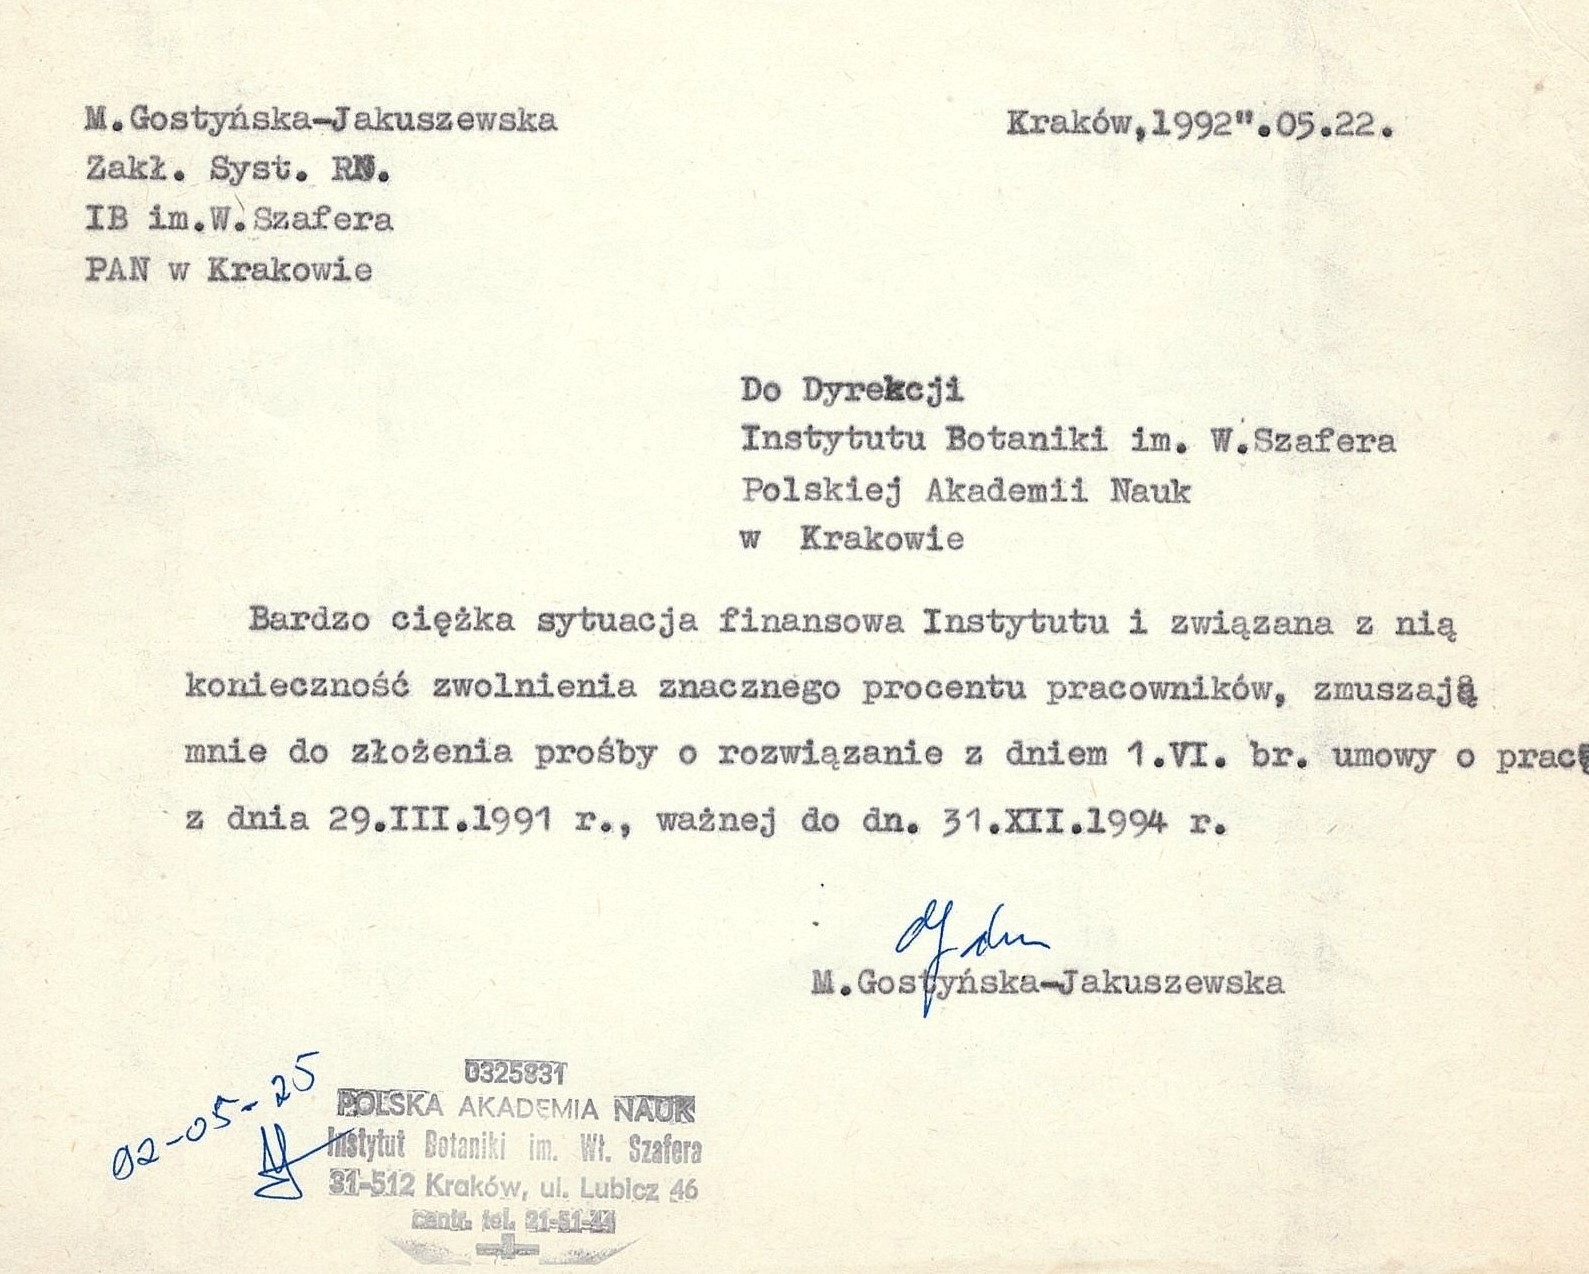 M.Gostyńska-Jakuszewska
Kraków,1992".05.22.
Zakł. Syst. RN.
IB im.W.Szafera
PAN w Krakowie
Do Dyrekcji
Instytutu Botaniki im. W.Szafera
Polskiej Akademii Nauk
w Krakowie
Bardzo ciężka sytuacja finansowa Instytutu i związana z nią
konieczność zwolnienia znacznego procentu pracowników, zmuszają
mnie do złożenia prośby o rozwiązanie z dniem 1.VI. br. umowy o pracę
z dnia 29.III.1991 r., ważnej do dn. 31.XII.1994 r.
M.Gostyńska-Jakuszewska
92-05-25
0325831
POLSKA AKADEMIA NAUK
Instytut Botaniki im. Wł. Szafera
31-512 Kraków, ul. Lubicz 46
centr. tel. 21-51-44